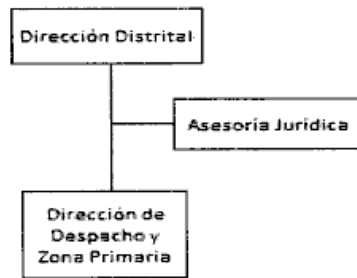 Dirección Distrital
Asesoría Jurídica
Dirección de
Despacho y
Zona Primaria